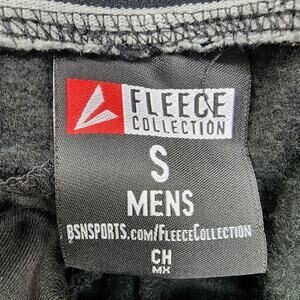 FLEECE
COLLECTION
S
MENS
BSNSPORTS.COM/FLEECECOLLECTION
CH
MX